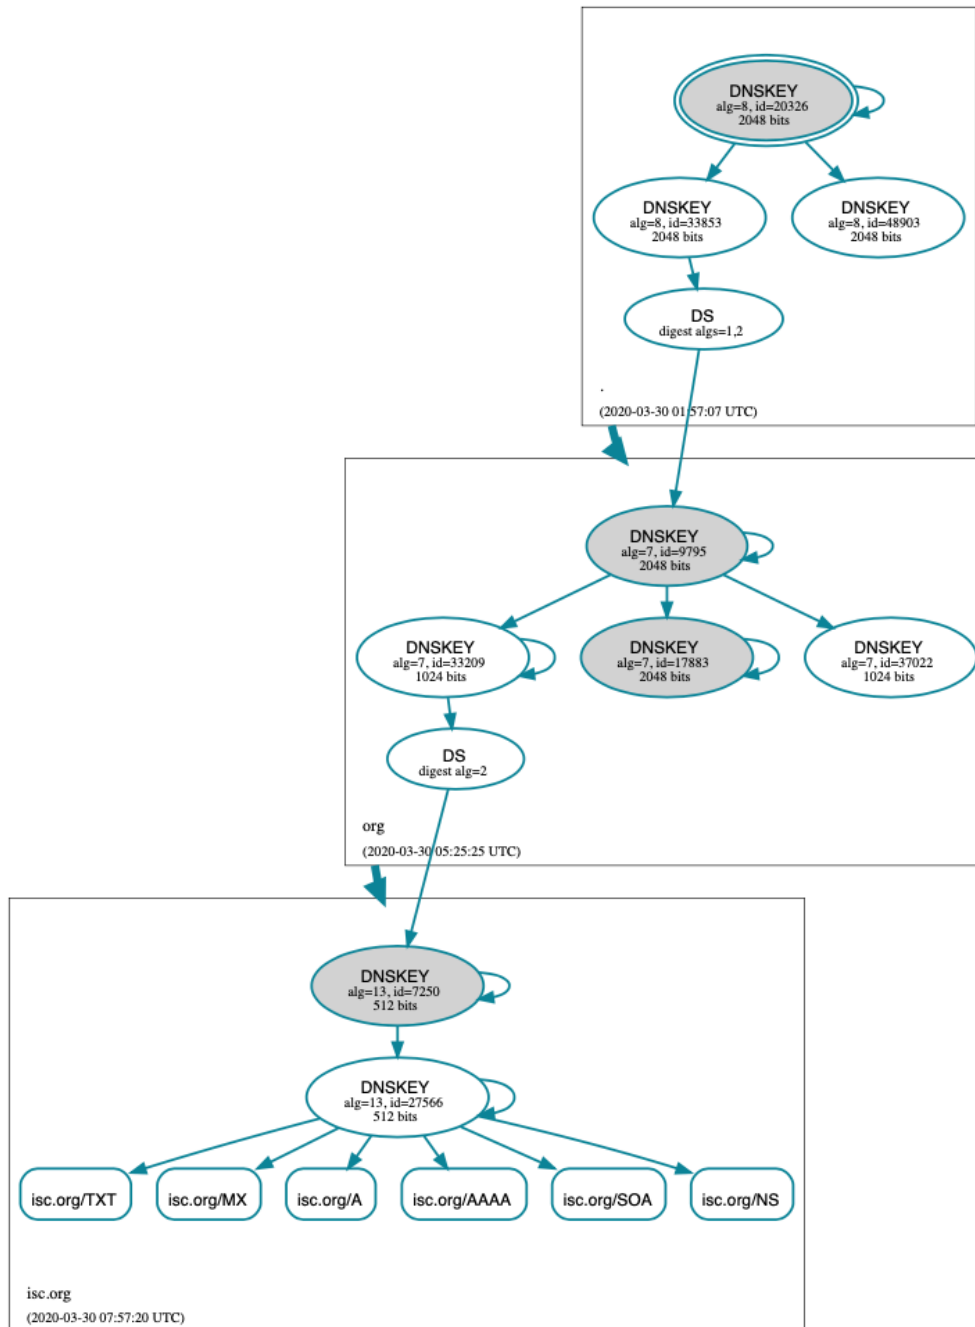 DNSKEY
alg=8, id=20326
2048 bits
DNSKEY
alg=8, id=33853
2048 bits
DNSKEY
alg=8, id=48903
2048 bits
DS
digest algs=1,2
.
(2020-03-30 01:57:07 UTC)
DNSKEY
alg=7, id=9795
2048 bits
DNSKEY
alg=7, id=33209
1024 bits
DNSKEY
alg=7, id=17883
2048 bits
DNSKEY
alg=7, id=37022
1024 bits
DS
digest alg=2
org
(2020-03-30 05:25:25 UTC)
DNSKEY
alg=13, id=7250
512 bits
DNSKEY
alg=13, id=27566
512 bits
isc.org/TXT
isc.org/MX
isc.org/A
isc.org/AAAA
isc.org/SOA
isc.org/NS
isc.org
(2020-03-30 07:57:20 UTC)